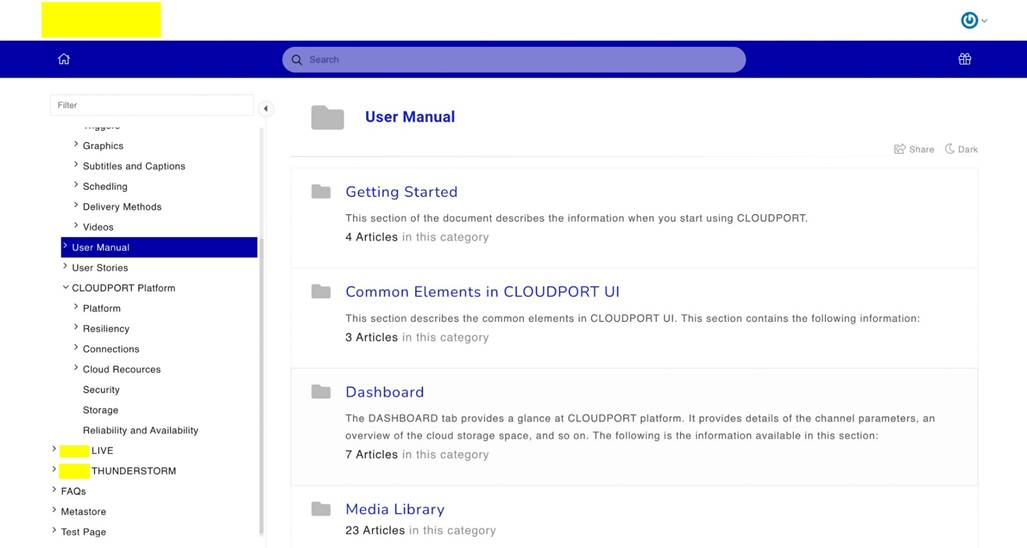 Search
Filter
Triggers
Graphics
Subtitles and Captions
Schedling
Delivery Methods
Videos
User Manual
User Stories
CLOUDPORT Platform
Platform
Resiliency
Connections
Cloud Recources
Security
Storage
Reliability and Availability
LIVE
THUNDERSTORM
FAQs
Metastore
Test Page
User Manual
Share
Dark
Getting Started
This section of the document describes the information when you start using CLOUDPORT.
4 Articles in this category
Common Elements in CLOUDPORT UI
This section describes the common elements in CLOUDPORT UI. This section contains the following information:
3 Articles in this category
Dashboard
The DASHBOARD tab provides a glance at CLOUDPORT platform. It provides details of the channel parameters, an
overview of the cloud storage space, and so on. The following is the information available in this section:
7 Articles in this category
Media Library
23 Articles in this category